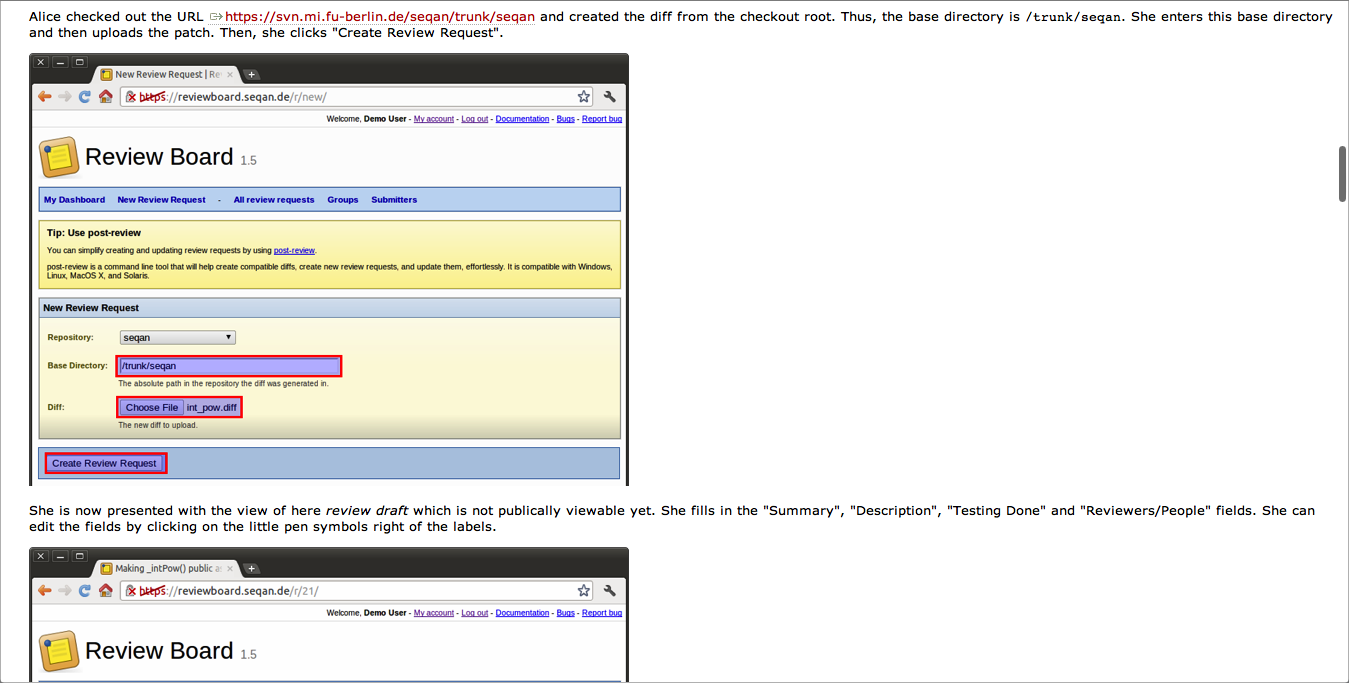 Alice checked out the URL https://svn.mi.fu-berlin.de/seqan/trunk/seqan and created the diff from the checkout root. Thus, the base directory is /trunk/seqan. She enters this base directory
and then uploads the patch. Then, she clicks "Create Review Request".
New Review Request | Re
https://reviewboard.seqan.de/r/new/
Welcome, Demo User - My account - Log out - Documentation - Bugs - Report bug
Review Board 1.5
My Dashboard New Review Request - All review requests Groups Submitters
Tip: Use post-review
You can simplify creating and updating review requests by using post-review.
post-review is a command line tool that will help create compatible diffs, create new review requests, and update them, effortlessly. It is compatible with Windows,
Linux, MacOS X, and Solaris.
New Review Request
Repository: seqan
Base Directory: /trunk/seqan
The absolute path in the repository the diff was generated in.
Diff: Choose File int_pow.diff
The new diff to upload.
Create Review Request
She is now presented with the view of here review draft which is not publically viewable yet. She fills in the "Summary", "Description", "Testing Done" and "Reviewers/People" fields. She can
edit the fields by clicking on the little pen symbols right of the labels.
Making _intPow() public a
https://reviewboard.seqan.de/r/21/
Welcome, Demo User - My account - Log out - Documentation - Bugs - Report bug
Review Board 1.5